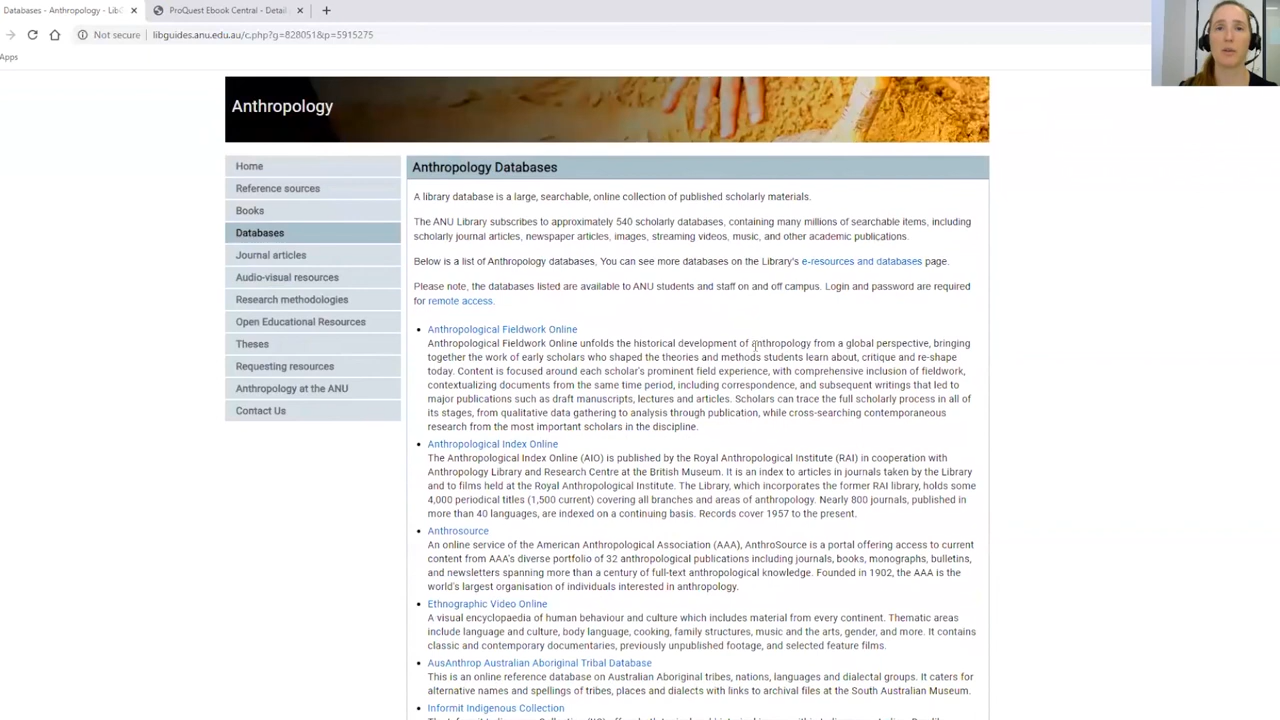 Databases - Anthropology - Lib
ProQuest Ebook Central - Detail
Not secure
libguides.anu.edu.au/c.php?g=828051&p=5915275
Apps
Anthropology
Home
Reference sources
Books
Databases
Journal articles
Audio-visual resources
Research methodologies
Open Educational Resources
Theses
Requesting resources
Anthropology at the ANU
Contact Us
Anthropology Databases
A library database is a large, searchable, online collection of published scholarly materials.
The ANU Library subscribes to approximately 540 scholarly databases, containing many millions of searchable items, including
scholarly journal articles, newspaper articles, images, streaming videos, music, and other academic publications.
Below is a list of Anthropology databases, You can see more databases on the Library's e-resources and databases page.
Please note, the databases listed are available to ANU students and staff on and off campus. Login and password are required
for remote access.
Anthropological Fieldwork Online
Anthropological Fieldwork Online unfolds the historical development of anthropology from a global perspective, bringing
together the work of early scholars who shaped the theories and methods students learn about, critique and re-shape
today. Content is focused around each scholar's prominent field experience, with comprehensive inclusion of fieldwork,
contextualizing documents from the same time period, including correspondence, and subsequent writings that led to
major publications such as draft manuscripts, lectures and articles. Scholars can trace the full scholarly process in all of
its stages, from qualitative data gathering to analysis through publication, while cross-searching contemporaneous
research from the most important scholars in the discipline.
Anthropological Index Online
The Anthropological Index Online (AIO) is published by the Royal Anthropological Institute (RAI) in cooperation with
Anthropology Library and Research Centre at the British Museum. It is an index to articles in journals taken by the Library
and to films held at the Royal Anthropological Institute. The Library, which incorporates the former RAI library, holds some
4,000 periodical titles (1,500 current) covering all branches and areas of anthropology. Nearly 800 journals, published in
more than 40 languages, are indexed on a continuing basis. Records cover 1957 to the present.
Anthrosource
An online service of the American Anthropological Association (AAA), AnthroSource is a portal offering access to current
content from AAA's diverse portfolio of 32 anthropological publications including journals, books, monographs, bulletins,
and newsletters spanning more than a century of full-text anthropological knowledge. Founded in 1902, the AAA is the
world's largest organisation of individuals interested in anthropology.
Ethnographic Video Online
A visual encyclopaedia of human behaviour and culture which includes material from every continent. Thematic areas
include language and culture, body language, cooking, family structures, music and the arts, gender, and more. It contains
classic and contemporary documentaries, previously unpublished footage, and selected feature films.
AusAnthrop Australian Aboriginal Tribal Database
This is an online reference database on Australian Aboriginal tribes, nations, languages and dialectal groups. It caters for
alternative names and spellings of tribes, places and dialects with links to archival files at the South Australian Museum.
Informit Indigenous Collection